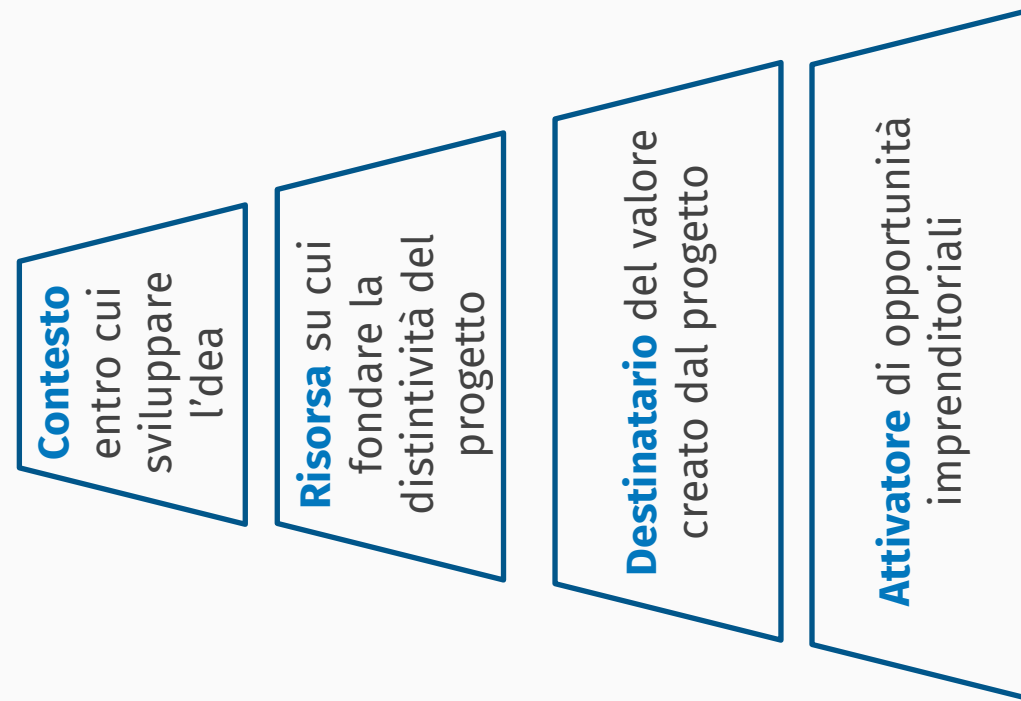 Contesto
entro cui
sviluppare
l'dea
Risorsa su cui
fondare la
distintività del
progetto
Destinatario del valore
creato dal progetto
Attivatore di opportunità
imprenditoriali